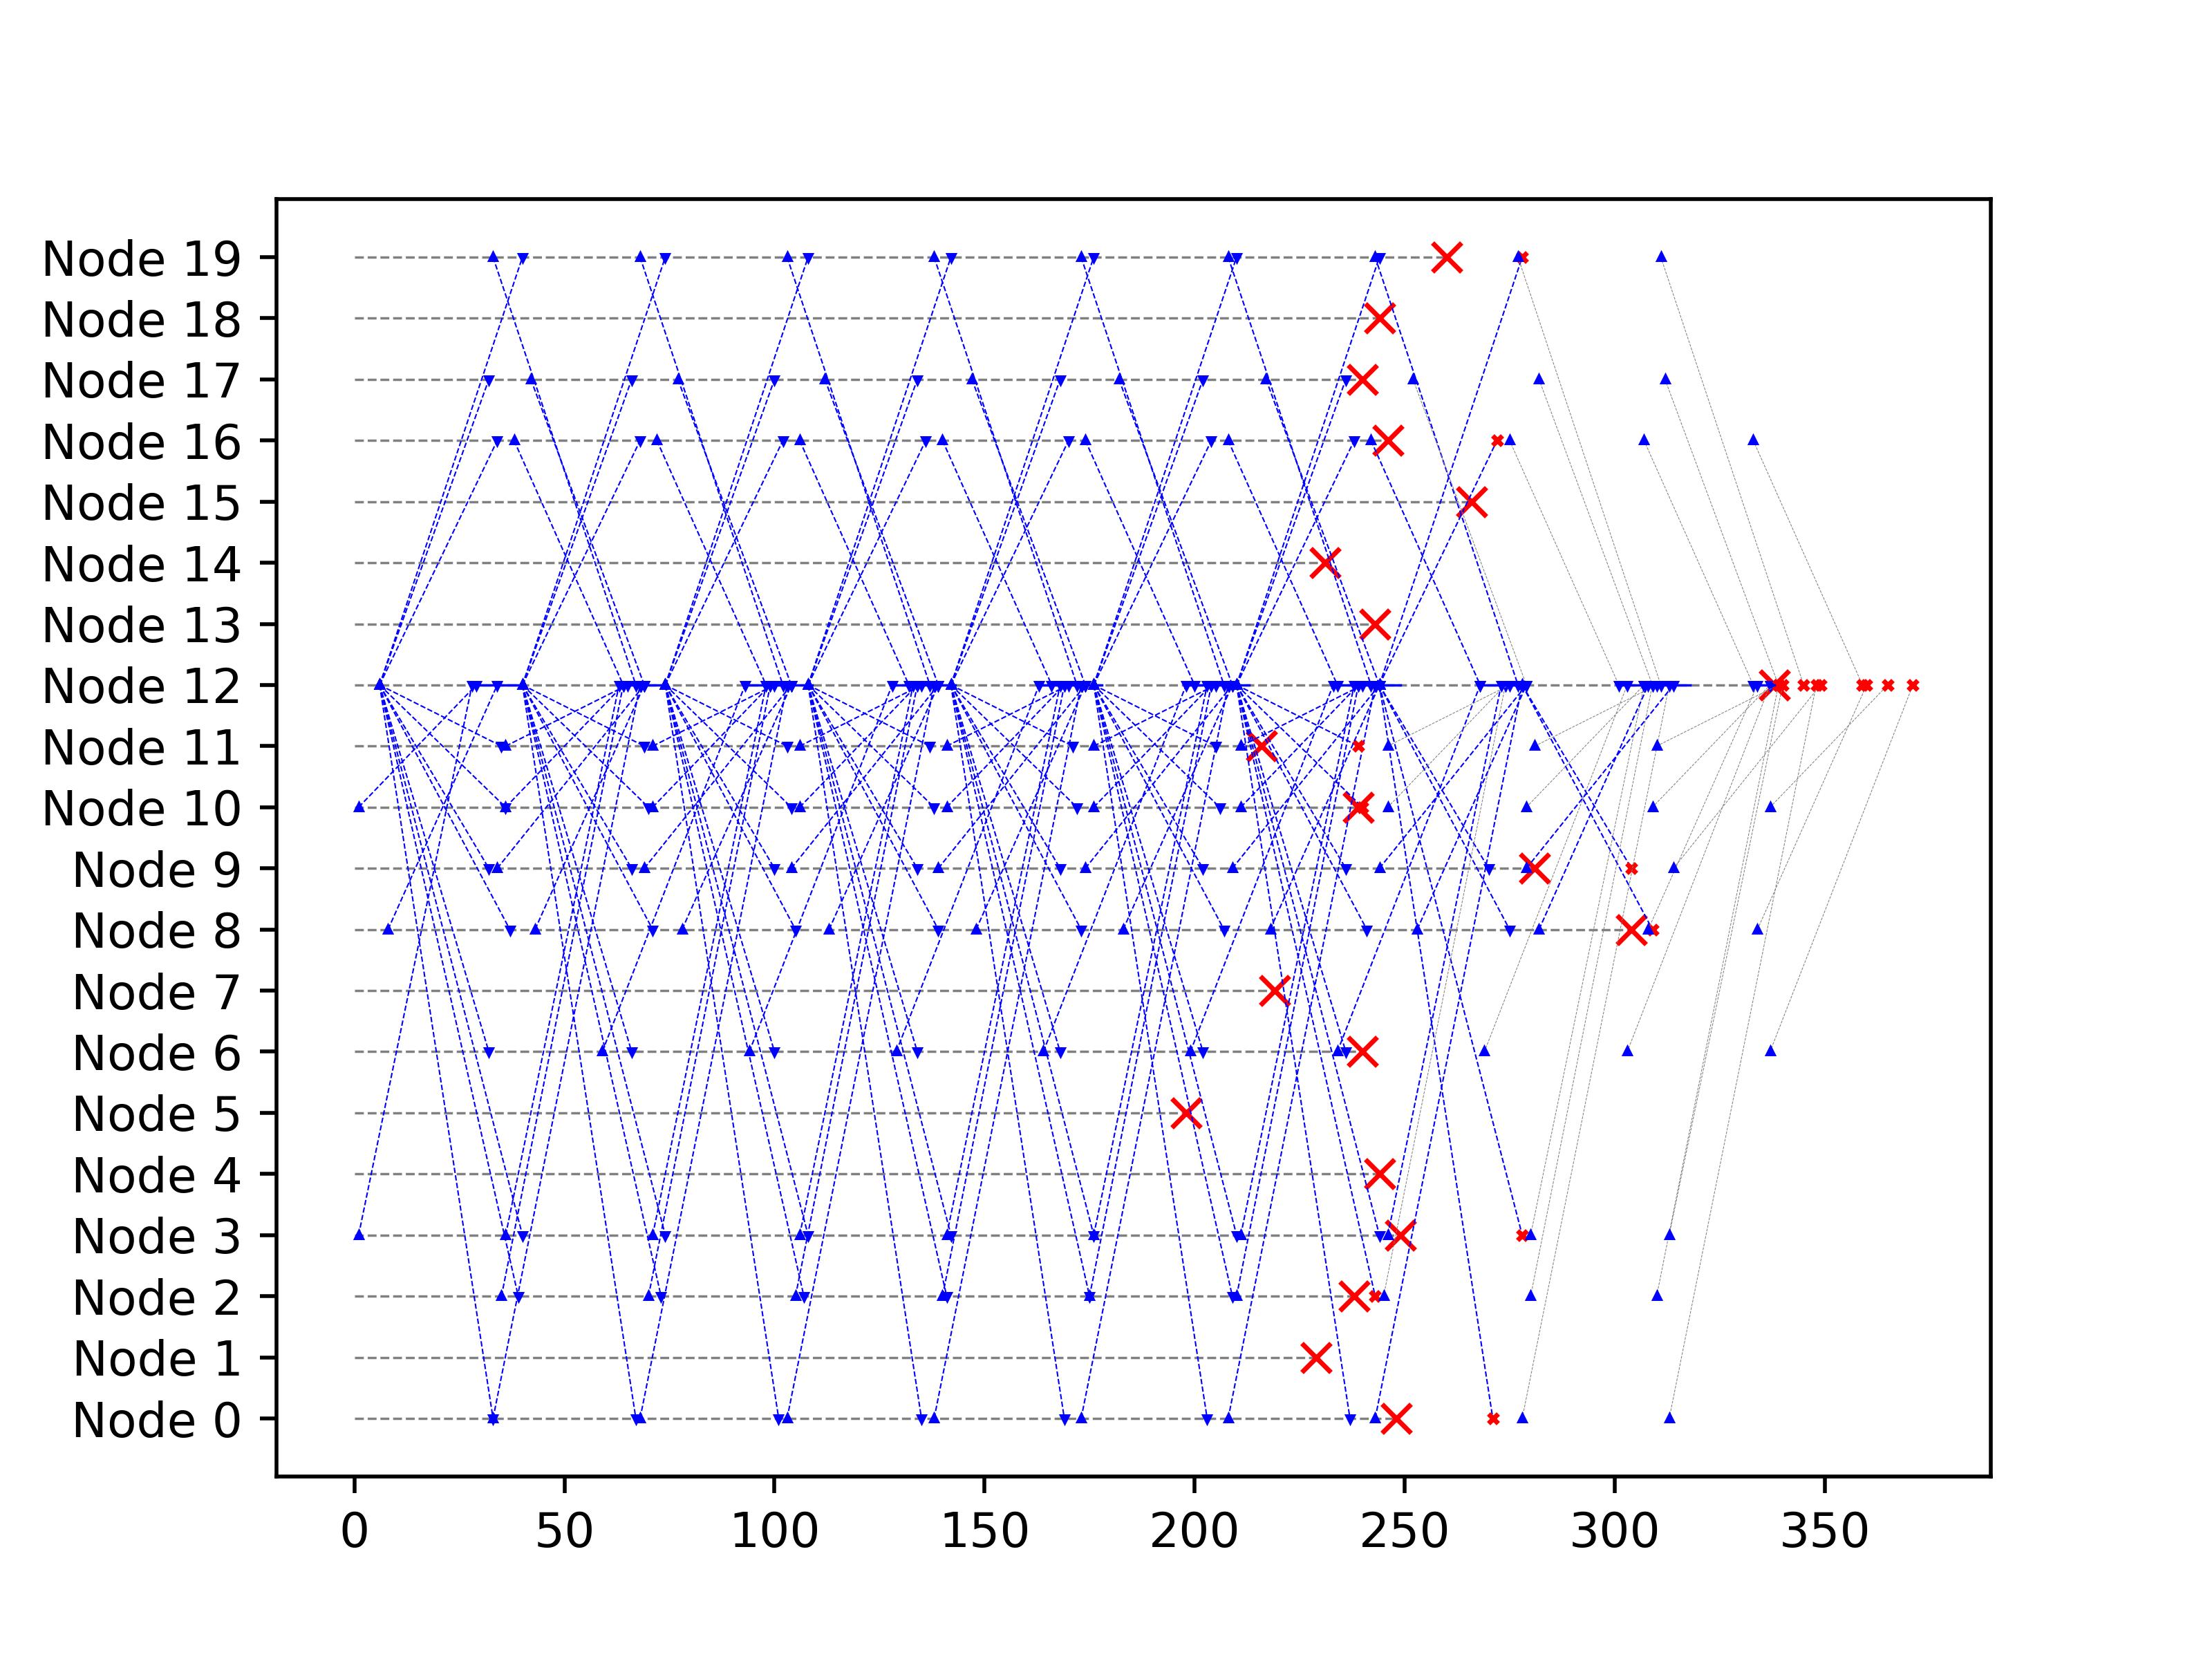 Node 19
Node 18
Node 17
Node 16
Node 15
Node 14
Node 13
Node 12
Node 11
Node 10
Node 9
Node 8
Node 7
Node 6
Node 5
Node 4
Node 3
Node 2
Node 1
Node 0
0 50 100 150 200 250 300 350